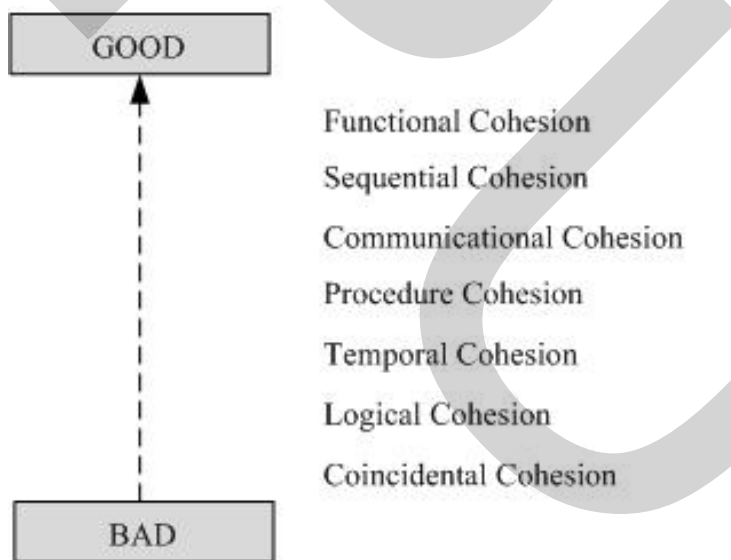 GOOD
Functional Cohesion
Sequential Cohesion
Communicational Cohesion
Procedure Cohesion
Temporal Cohesion
Logical Cohesion
Coincidental Cohesion
BAD